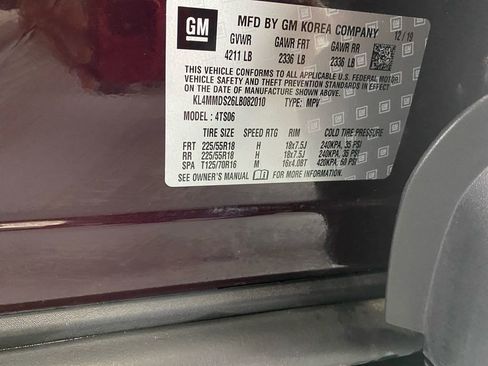 GM
MFD BY GM KOREA COMPANY
12/19
GVWR GAWR FRT GAWR RR
4211 LB 2336 LB 2336 LB
THIS VEHICLE CONFORMS TO ALL APPLICABLE U.S. FEDERAL MOTOR
VEHICLE SAFETY AND THEFT PREVENTION STANDARDS IN EFFECT
ON THE DATE OF MANUFACTURE SHOWN ABOVE.
KL4MMDS26LB082010 TYPE: MPV
MODEL : 4TS06
TIRE SIZE SPEED RTG RIM COLD TIRE PRESSURE
FRT 225/55R18 H 18x7.5J 240KPA, 35 PSI
RR 225/55R18 H 18x7.5J 240KPA, 35 PSI
SPA T125/70R16 M 16x4.0BT 420KPA, 60 PSI
SEE OWNER'S MANUAL FOR MORE INFORMATION.